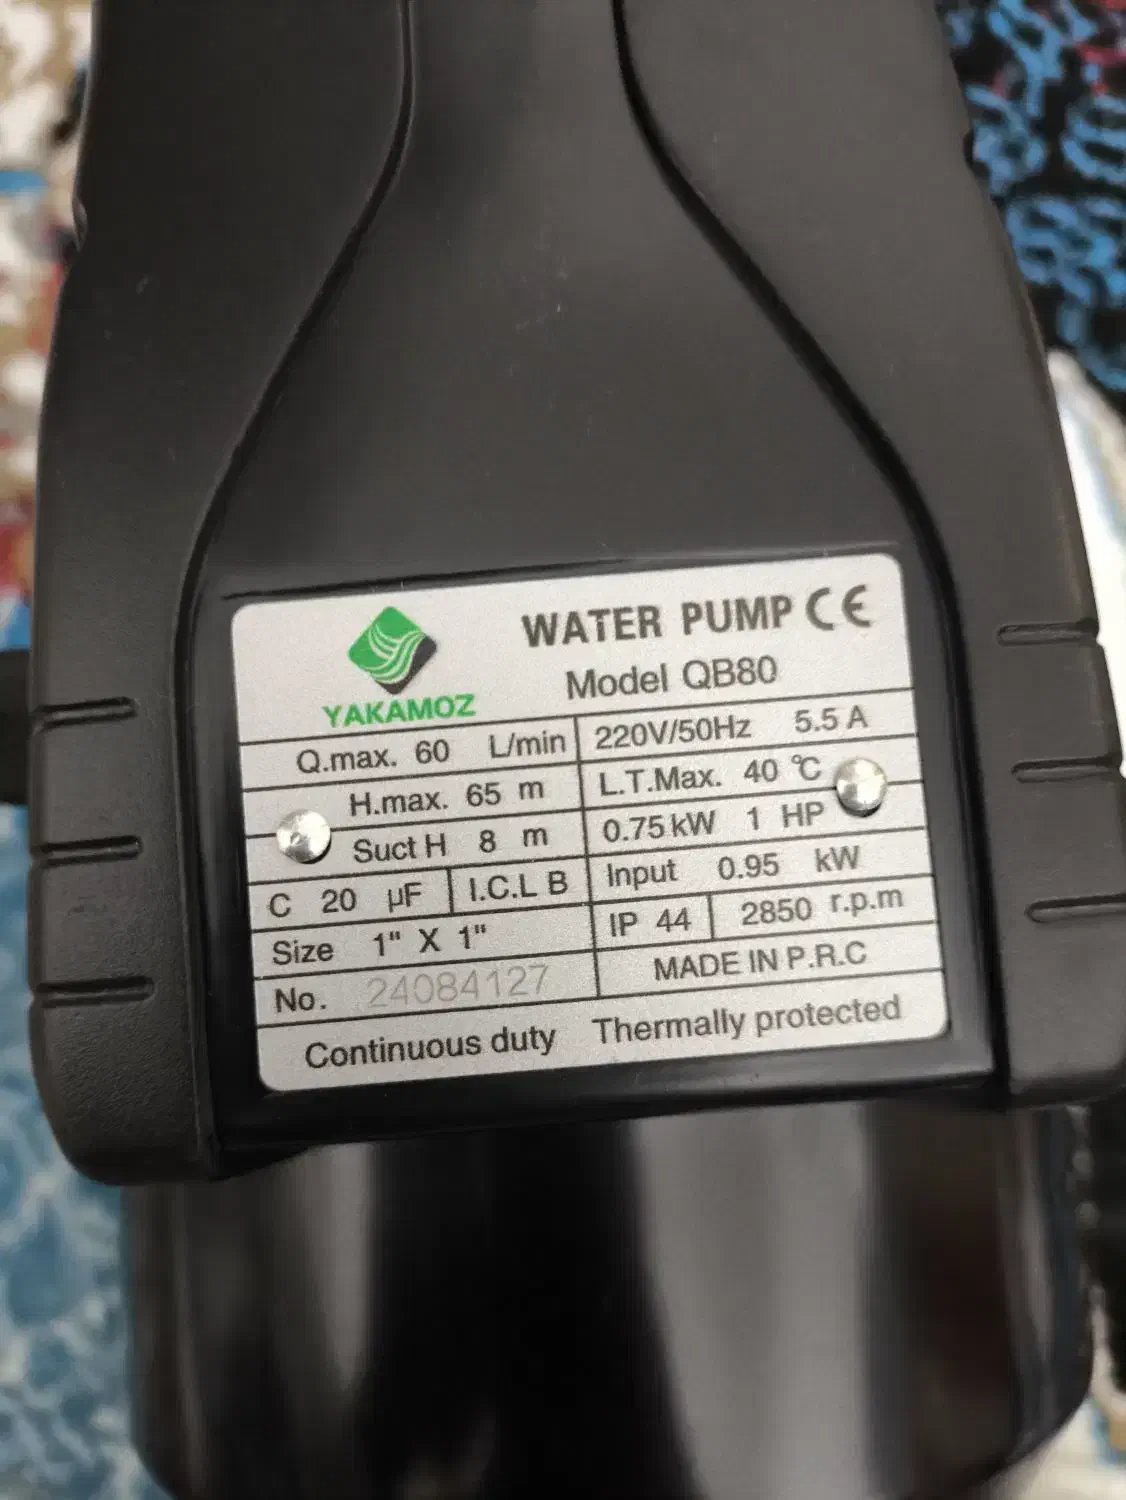 WATER PUMP CE
Model QB80
YAKAMOZ
Q.max. 60 L/min 220V/50Hz 5.5 A
H.max. 65 m L.T.Max. 40 ℃
Suct H 8 m 0.75 kW 1 HP
C 20 µF I.C.L B Input 0.95 kW
Size 1" X 1" IP 44 2850 r.p.m
No. 24084127 MADE IN P.R.C
Continuous duty Thermally protected